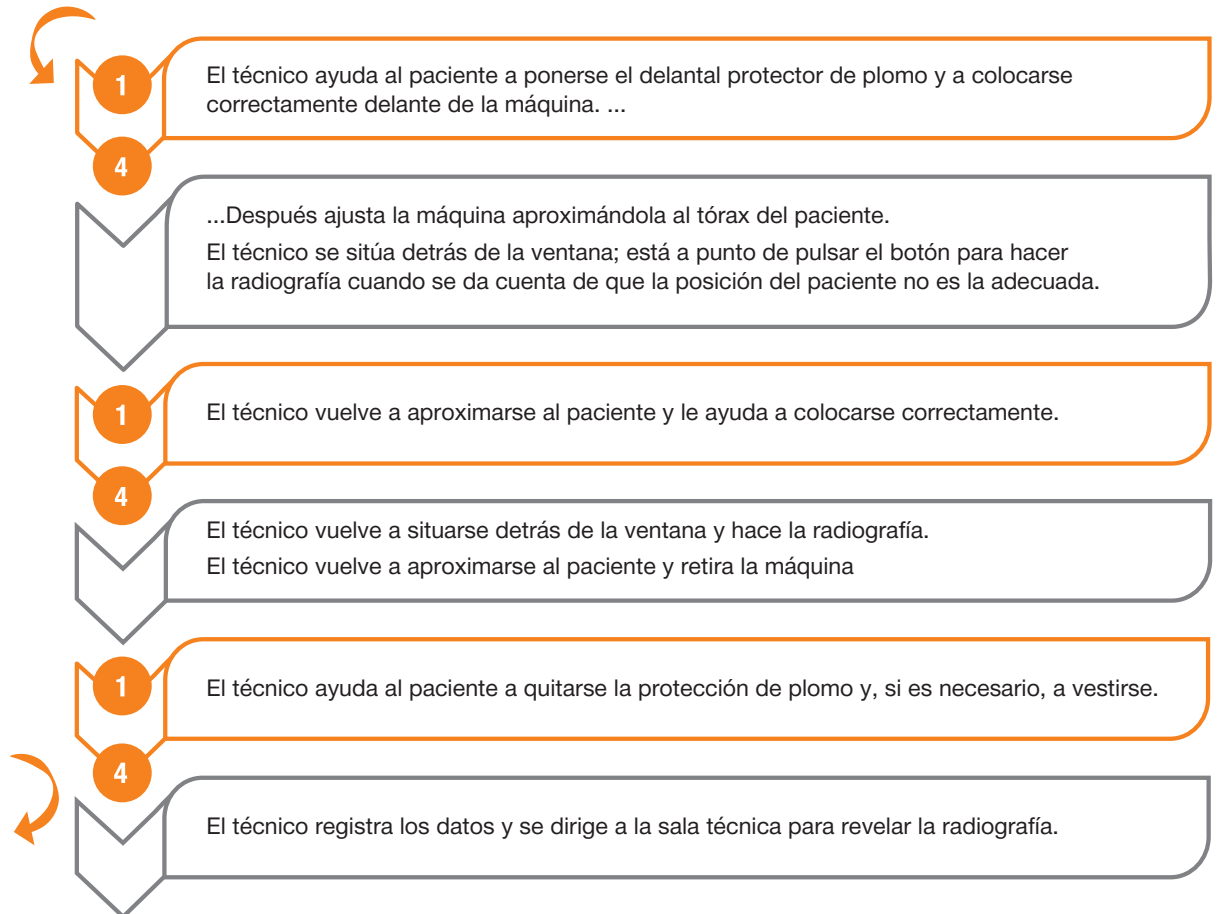 1
El técnico ayuda al paciente a ponerse el delantal protector de plomo y a colocarse
correctamente delante de la máquina. ...
4
...Después ajusta la máquina aproximándola al tórax del paciente.
El técnico se sitúa detrás de la ventana; está a punto de pulsar el botón para hacer
la radiografía cuando se da cuenta de que la posición del paciente no es la adecuada.
1
El técnico vuelve a aproximarse al paciente y le ayuda a colocarse correctamente.
4
El técnico vuelve a situarse detrás de la ventana y hace la radiografía.
El técnico vuelve a aproximarse al paciente y retira la máquina
1
El técnico ayuda al paciente a quitarse la protección de plomo y, si es necesario, a vestirse.
4
El técnico registra los datos y se dirige a la sala técnica para revelar la radiografía.